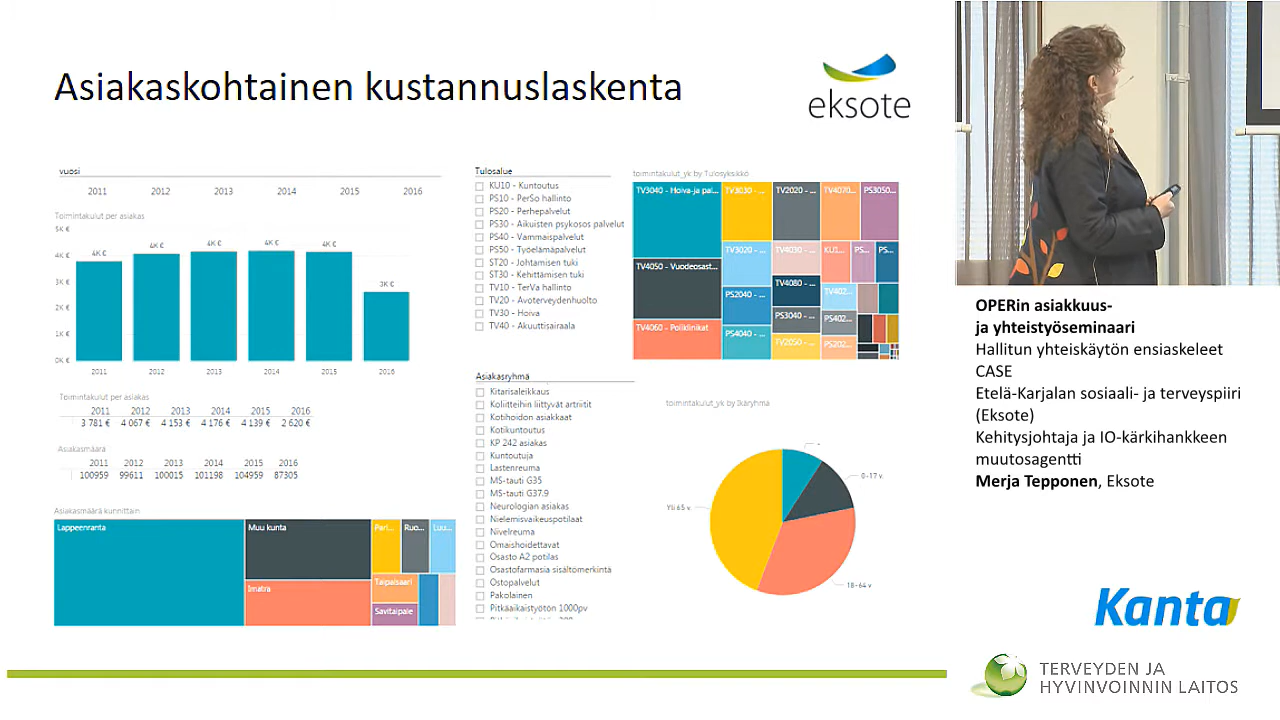 Asiakaskohtainen kustannuslaskenta
eksote
vuosi
2011 2012 2013 2014 2015 2016
Toimintakulut per asiakas
5K €
4K €
3K €
2K €
1K €
0K €
4K € 4K € 4K € 4K € 4K € 3K €
2011 2012 2013 2014 2015 2016
Toimintakulut per asiakas
2011 2012 2013 2014 2015 2016
3 781 € 4 067 € 4 153 € 4 176 € 4 139 € 2 620 €
Asiakasmäärä
2011 2012 2013 2014 2015 2016
100959 99611 100015 101198 104959 87305
Asiakasmäärä kunnittain
Lappeenranta
Muu kunta
Imatra
Pari...
Ruo...
Luu...
Taipalsaari
Savitaipale
Tulosalue
KU10 - Kuntoutus
PS10 - PerSo hallinto
PS20 - Perhepalvelut
PS30 - Aikuisten psykosos palvelut
PS40 - Vammaispalvelut
PS50 - Työelämäpalvelut
ST20 - Johtamisen tuki
ST30 - Kehittämisen tuki
TV10 - TerVa hallinto
TV20 - Avoterveydenhuolto
TV30 - Hoiva
TV40 - Akuuttisairaala
Asiakasryhmä
Kitarisaleikkaus
Koliitteihin liittyvät artriitit
Kotihoidon asiakkaat
Kotikuntoutus
KP 242 asiakas
Kuntoutuja
Lastenreuma
MS-tauti G35
MS-tauti G37.9
Neurologian asiakas
Nielemisvaikeuspotilaat
Nivelreuma
Omaishoidettavat
Osasto A2 potilas
Osastofarmasia sisältömerkintä
Ostopalvelut
Pakolainen
Pitkäaikaistyötön 1000pv
toimintakulut_yk by Tulosyksikkö
TV3040 - Hoiva-ja pal...
TV4050 - Vuodeosast...
TV4060 - Poliklinikat
TV3030 - ...
TV3020 - ...
PS2040 - ...
PS4040 - ...
TV2020 - ...
TV4030 - ...
TV4080 - ...
PS3040 - ...
TV2050 - ...
TV4070...
KU1...
TV402...
PS402...
PS202...
PS3050...
PS...
PS...
toimintakulut_yk by Ikäryhmä
-
0-17 v.
18-64 v
Yli 65 v
OPERin asiakkuus-
ja yhteistyöseminaari
Hallitun yhteiskäytön ensiaskeleet
CASE
Etelä-Karjalan sosiaali- ja terveyspiiri
(Eksote)
Kehitysjohtaja ja IO-kärkihankkeen
muutosagentti
Merja Tepponen, Eksote
Kanta
TERVEYDEN JA
HYVINVOINNIN LAITOS